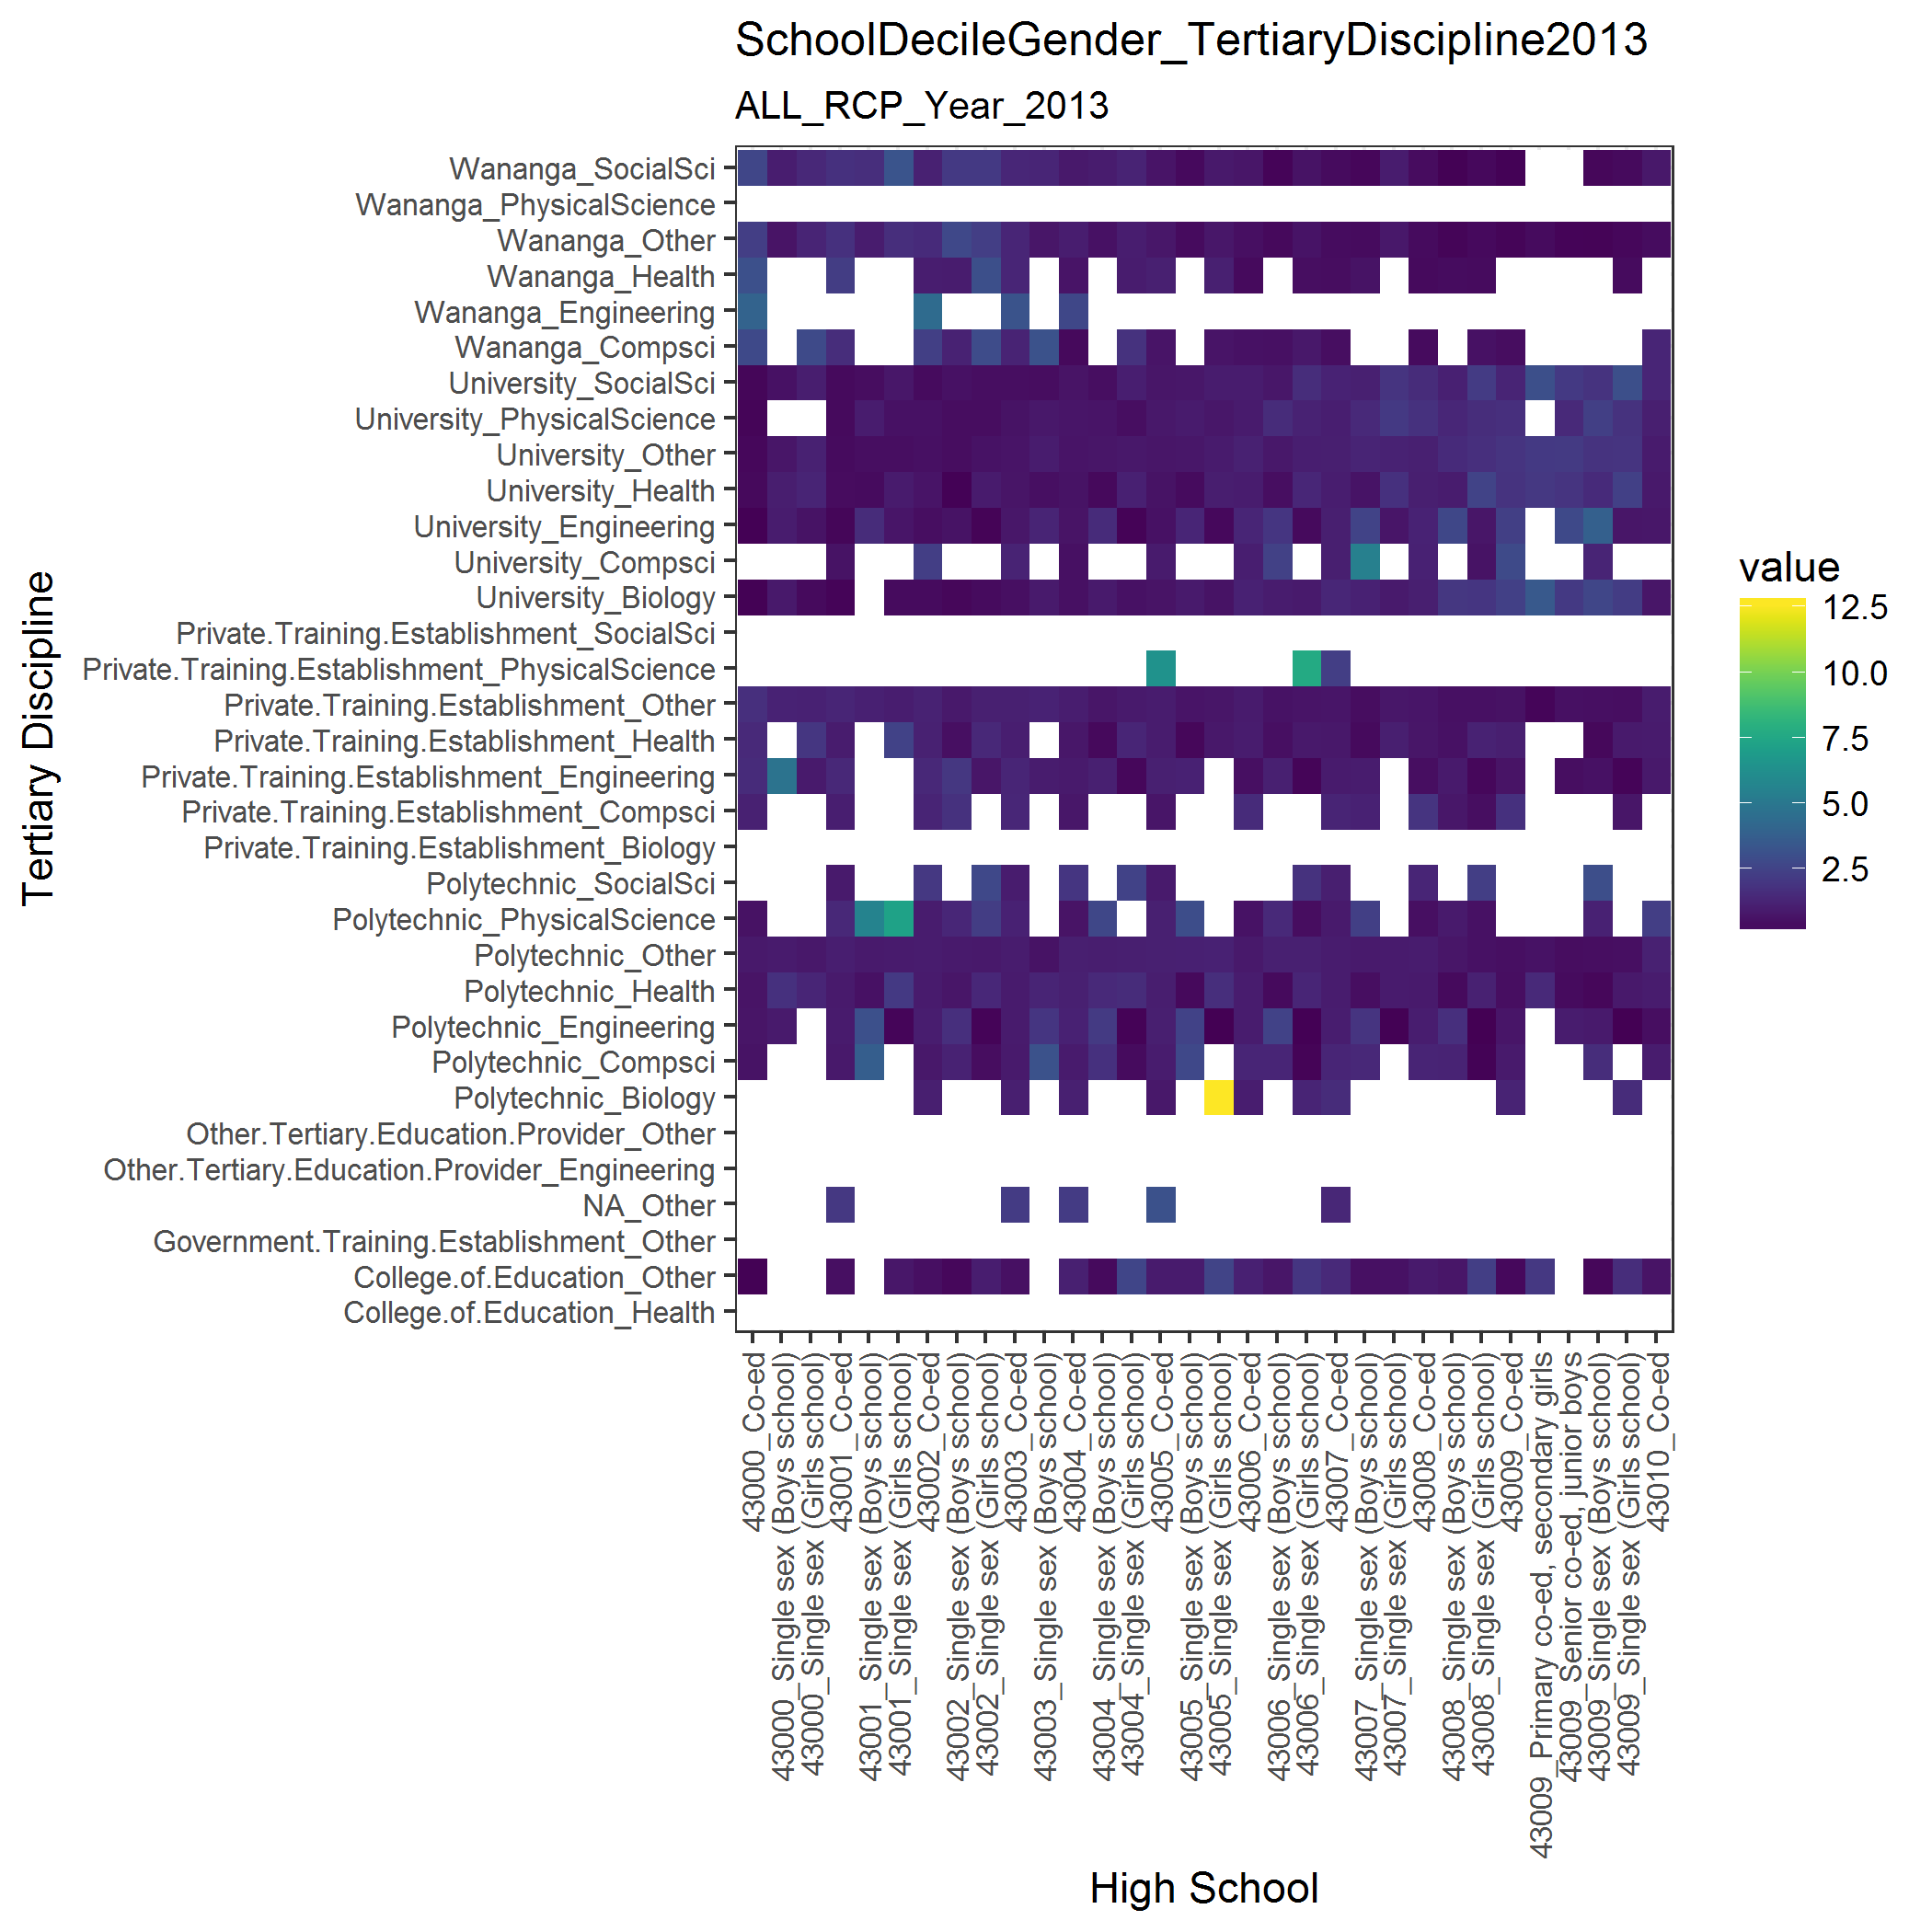 SchoolDecileGender_TertiaryDiscipline2013
ALL_RCP_Year_2013
Tertiary Discipline
Wananga_SocialSci
Wananga_PhysicalScience
Wananga_Other
Wananga_Health
Wananga_Engineering
Wananga_Compsci
University_SocialSci
University_PhysicalScience
University_Other
University_Health
University_Engineering
University_Compsci
University_Biology
Private.Training.Establishment_SocialSci
Private.Training.Establishment_PhysicalScience
Private.Training.Establishment_Other
Private.Training.Establishment_Health
Private.Training.Establishment_Engineering
Private.Training.Establishment_Compsci
Private.Training.Establishment_Biology
Polytechnic_SocialSci
Polytechnic_PhysicalScience
Polytechnic_Other
Polytechnic_Health
Polytechnic_Engineering
Polytechnic_Compsci
Polytechnic_Biology
Other.Tertiary.Education.Provider_Other
Other.Tertiary.Education.Provider_Engineering
NA_Other
Government.Training.Establishment_Other
College.of.Education_Other
College.of.Education_Health
43000_Co-ed
43000_Single sex (Boys school)
43000_Single sex (Girls school)
43001_Co-ed
43001_Single sex (Boys school)
43001_Single sex (Girls school)
43002_Co-ed
43002_Single sex (Boys school)
43002_Single sex (Girls school)
43003_Co-ed
43003_Single sex (Boys school)
43004_Co-ed
43004_Single sex (Boys school)
43004_Single sex (Girls school)
43005_Co-ed
43005_Single sex (Boys school)
43005_Single sex (Girls school)
43006_Co-ed
43006_Single sex (Boys school)
43006_Single sex (Girls school)
43007_Co-ed
43007_Single sex (Boys school)
43007_Single sex (Girls school)
43008_Co-ed
43008_Single sex (Boys school)
43008_Single sex (Girls school)
43009_Co-ed
43009_Primary co-ed, secondary girls
43009_Senior co-ed, junior boys
43009_Single sex (Boys school)
43009_Single sex (Girls school)
43010_Co-ed
High School
value
12.5
10.0
7.5
5.0
2.5